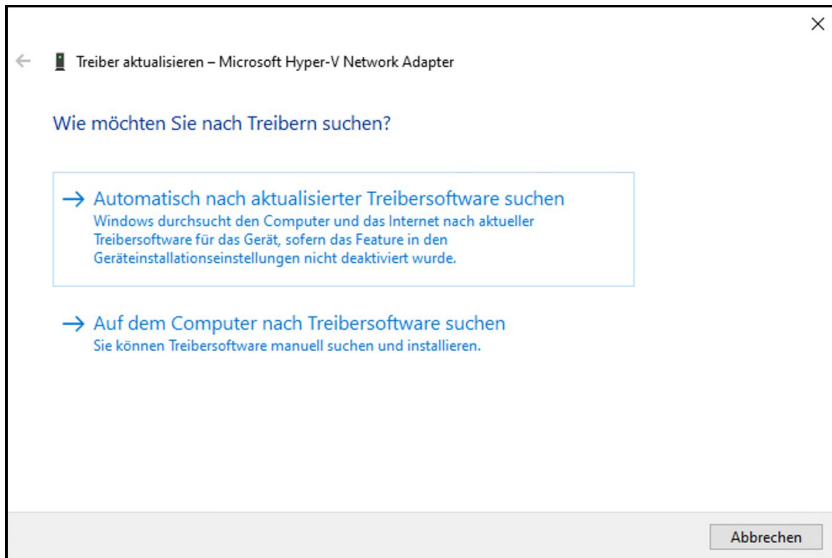 Treiber aktualisieren – Microsoft Hyper-V Network Adapter
Wie möchten Sie nach Treibern suchen?
Automatisch nach aktualisierter Treibersoftware suchen
Windows durchsucht den Computer und das Internet nach aktueller
Treibersoftware für das Gerät, sofern das Feature in den
Geräteinstallationseinstellungen nicht deaktiviert wurde.
Auf dem Computer nach Treibersoftware suchen
Sie können Treibersoftware manuell suchen und installieren.
Abbrechen